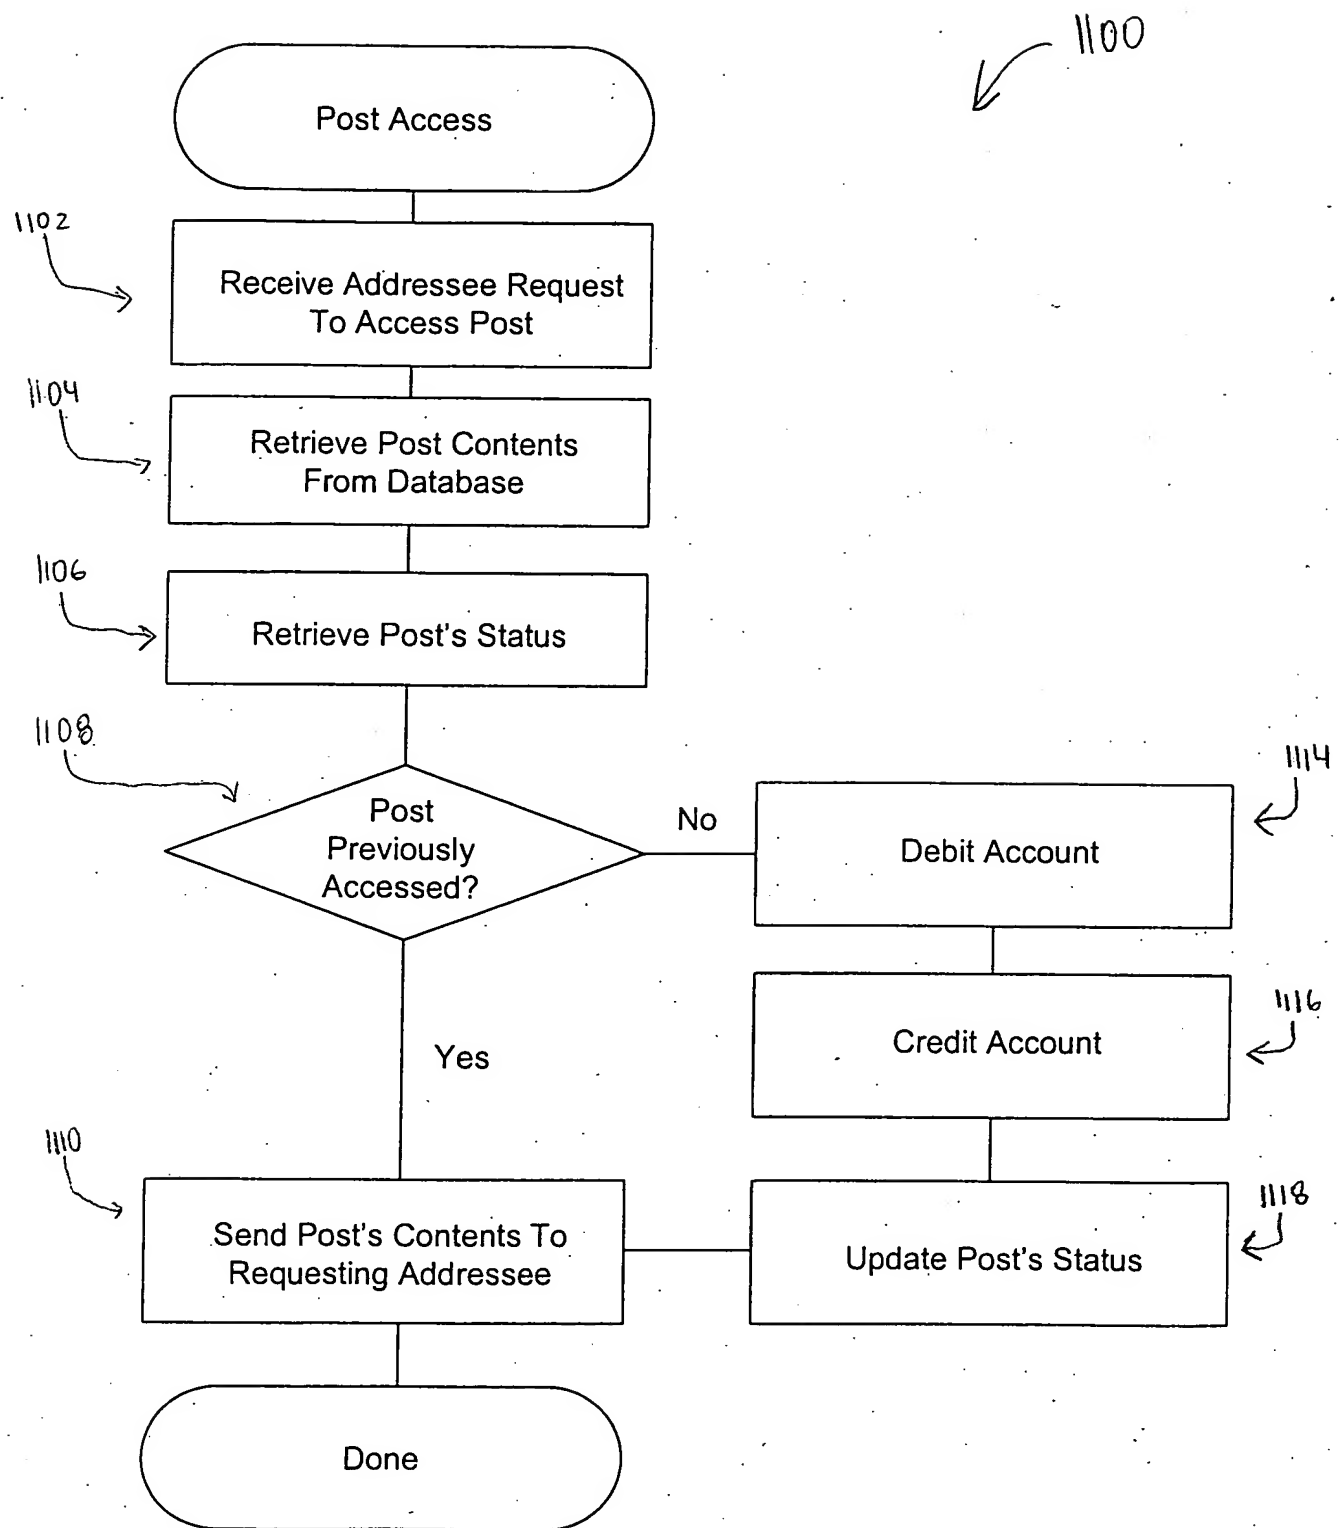 1100
Post Access
1102
Receive Addressee Request
To Access Post
1104
Retrieve Post Contents
From Database
1106
Retrieve Post's Status
1108
Post
Previously
Accessed?
No
1114
Debit Account
1116
Credit Account
Yes
1110
Send Post's Contents To
Requesting Addressee
1118
Update Post's Status
Done